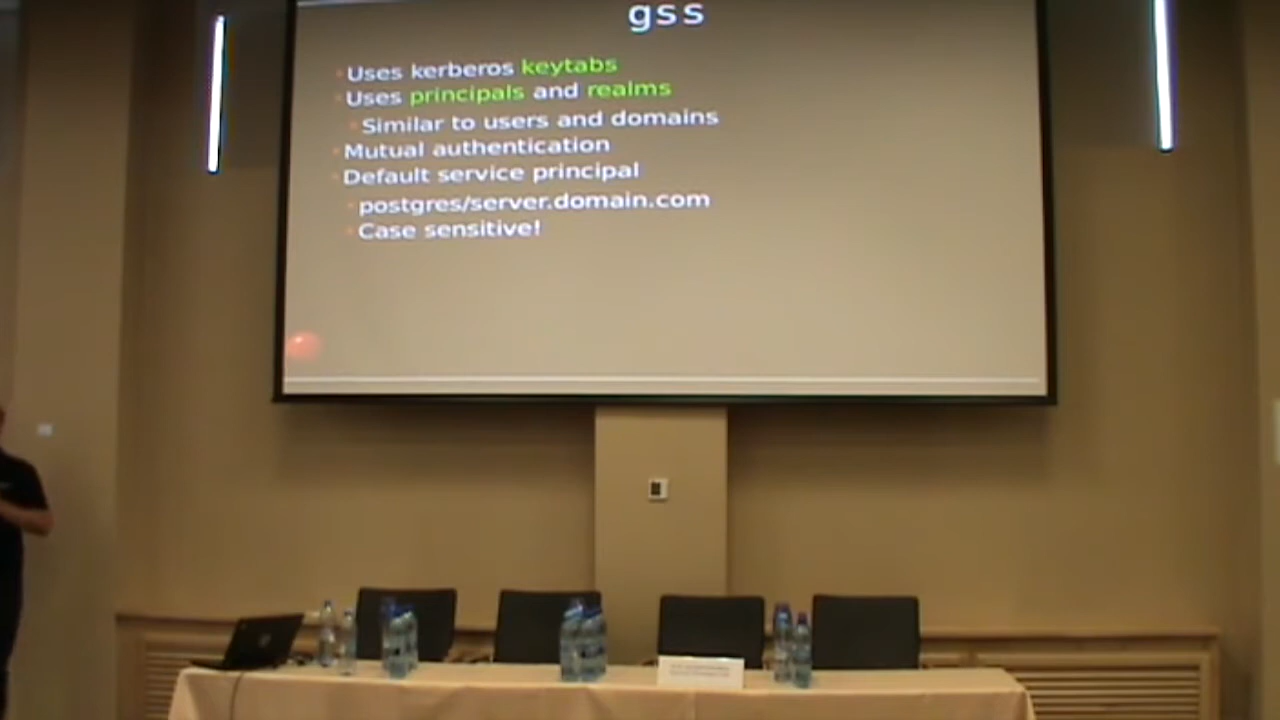 gss
Uses kerberos keytabs
Uses principals and realms
Similar to users and domains
Mutual authentication
Default service principal
postgres/server.domain.com
Case sensitive!